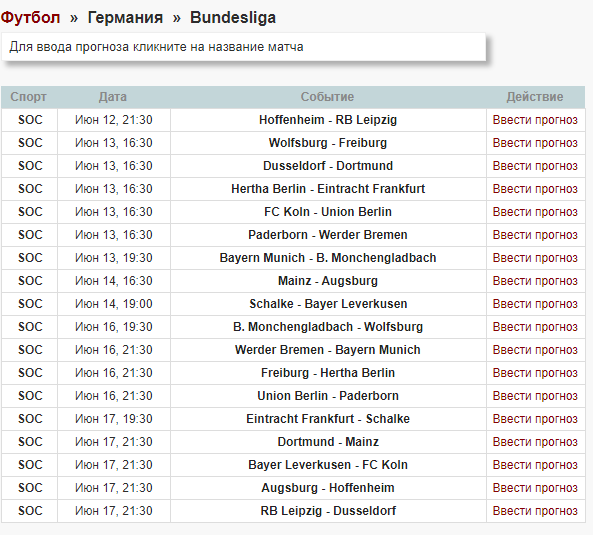 Футбол » Германия » Bundesliga
Для ввода прогноза кликните на название матча
Спорт Дата Событие Действие
SOC Июн 12, 21:30 Hoffenheim - RB Leipzig Ввести прогноз
SOC Июн 13, 16:30 Wolfsburg - Freiburg Ввести прогноз
SOC Июн 13, 16:30 Dusseldorf - Dortmund Ввести прогноз
SOC Июн 13, 16:30 Hertha Berlin - Eintracht Frankfurt Ввести прогноз
SOC Июн 13, 16:30 FC Koln - Union Berlin Ввести прогноз
SOC Июн 13, 16:30 Paderborn - Werder Bremen Ввести прогноз
SOC Июн 13, 19:30 Bayern Munich - B. Monchengladbach Ввести прогноз
SOC Июн 14, 16:30 Mainz - Augsburg Ввести прогноз
SOC Июн 14, 19:00 Schalke - Bayer Leverkusen Ввести прогноз
SOC Июн 16, 19:30 B. Monchengladbach - Wolfsburg Ввести прогноз
SOC Июн 16, 21:30 Werder Bremen - Bayern Munich Ввести прогноз
SOC Июн 16, 21:30 Freiburg - Hertha Berlin Ввести прогноз
SOC Июн 16, 21:30 Union Berlin - Paderborn Ввести прогноз
SOC Июн 17, 19:30 Eintracht Frankfurt - Schalke Ввести прогноз
SOC Июн 17, 21:30 Dortmund - Mainz Ввести прогноз
SOC Июн 17, 21:30 Bayer Leverkusen - FC Koln Ввести прогноз
SOC Июн 17, 21:30 Augsburg - Hoffenheim Ввести прогноз
SOC Июн 17, 21:30 RB Leipzig - Dusseldorf Ввести прогноз